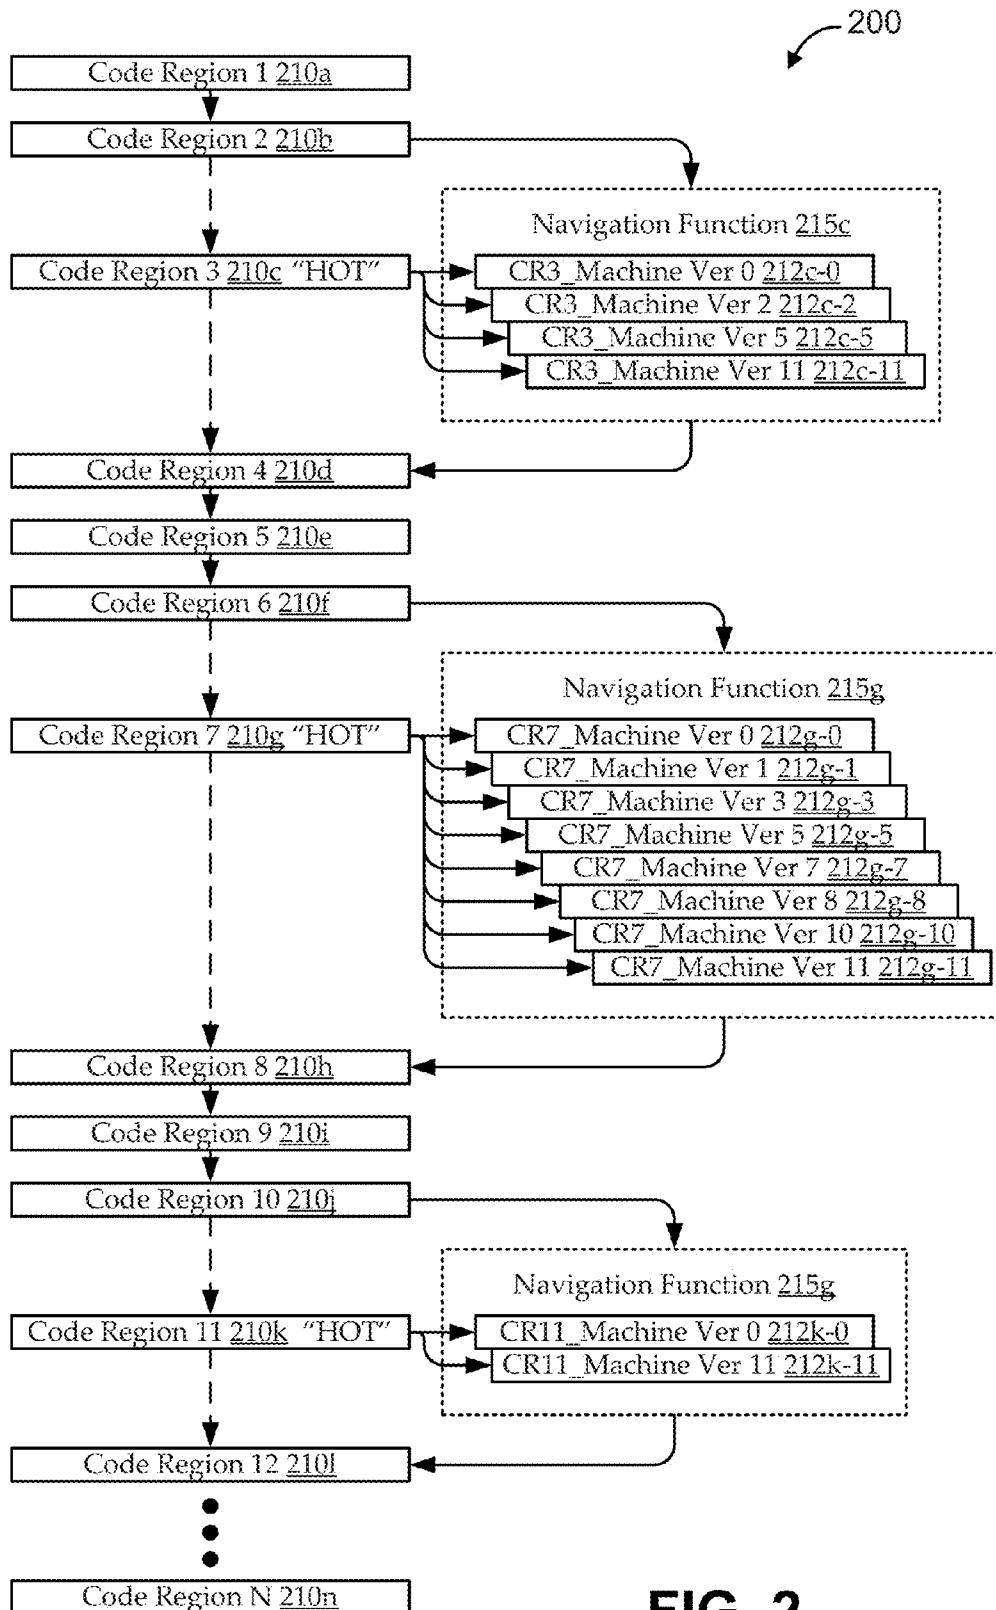 200
Code Region 1 210a
Code Region 2 210b
Navigation Function 215c
Code Region 3 210c "HOT"
CR3_Machine Ver 0 212c-0
CR3_Machine Ver 2 212c-2
CR3_Machine Ver 5 212c-5
CR3_Machine Ver 11 212c-11
Code Region 4 210d
Code Region 5 210e
Code Region 6 210f
Navigation Function 215g
Code Region 7 210g "HOT"
CR7_Machine Ver 0 212g-0
CR7_Machine Ver 1 212g-1
CR7_Machine Ver 3 212g-3
CR7_Machine Ver 5 212g-5
CR7_Machine Ver 7 212g-7
CR7_Machine Ver 8 212g-8
CR7_Machine Ver 10 212g-10
CR7_Machine Ver 11 212g-11
Code Region 8 210h
Code Region 9 210i
Code Region 10 210j
Navigation Function 215g
Code Region 11 210k "HOT"
CR11_Machine Ver 0 212k-0
CR11_Machine Ver 11 212k-11
Code Region 12 210l
Code Region N 210n
FIG. 2